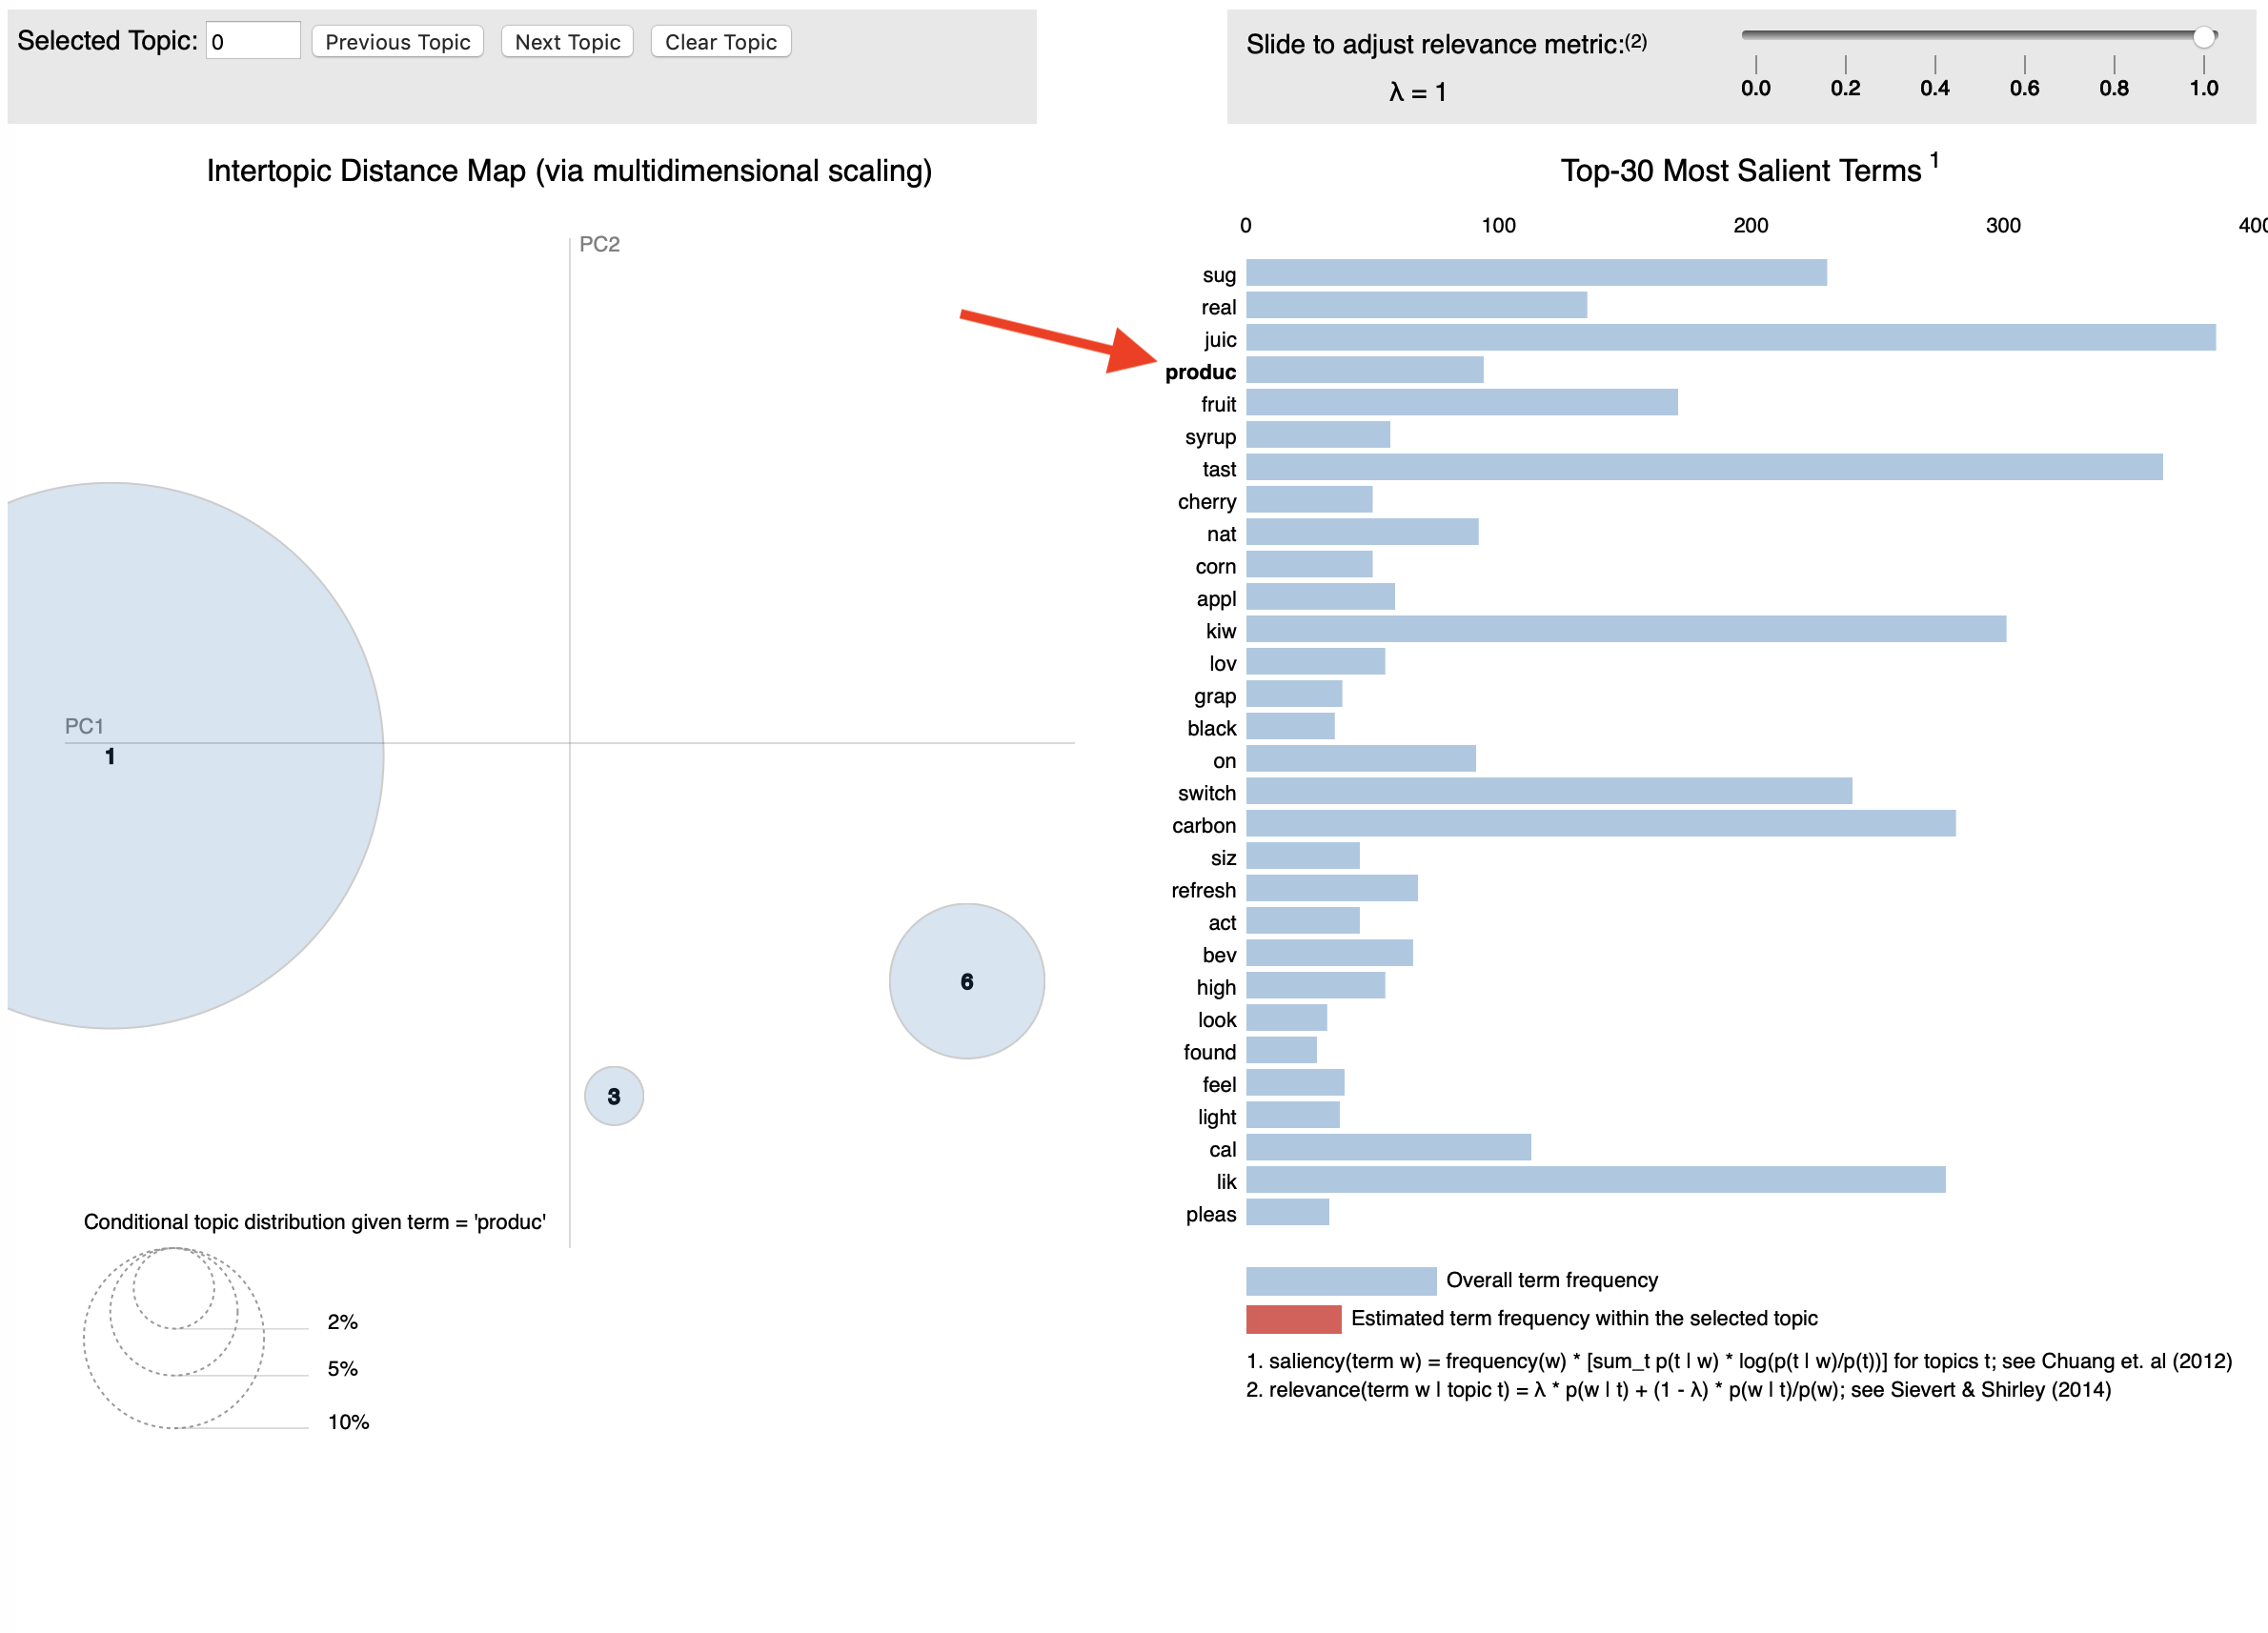 Selected Topic: 0 Previous Topic Next Topic Clear Topic
Slide to adjust relevance metric:(2)
λ = 1
0.0 0.2 0.4 0.6 0.8 1.0
Intertopic Distance Map (via multidimensional scaling)
PC2
PC1
1
6
3
Conditional topic distribution given term = 'produc'
2%
5%
10%
Top-30 Most Salient Terms 1
0 100 200 300 400
sug
real
juic
produc
fruit
syrup
tast
cherry
nat
corn
appl
kiw
lov
grap
black
on
switch
carbon
siz
refresh
act
bev
high
look
found
feel
light
cal
lik
pleas
Overall term frequency
Estimated term frequency within the selected topic
1. saliency(term w) = frequency(w) * [sum_t p(t | w) * log(p(t | w)/p(t))] for topics t; see Chuang et. al (2012)
2. relevance(term w | topic t) = λ * p(w | t) + (1 - λ) * p(w | t)/p(w); see Sievert & Shirley (2014)